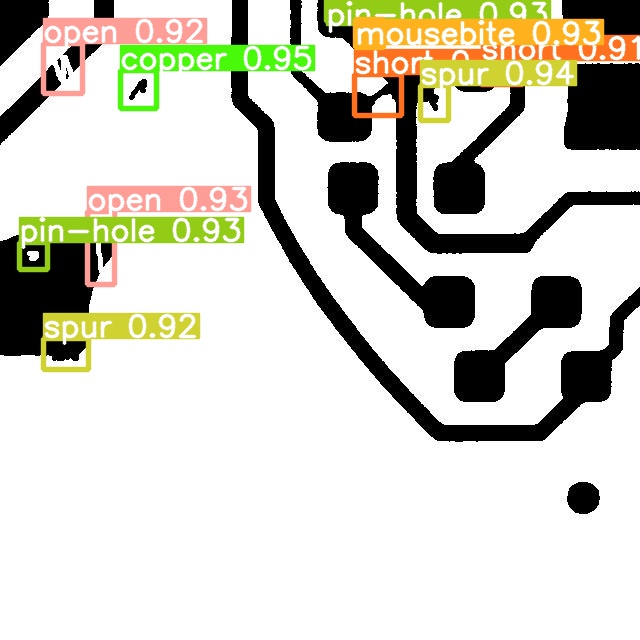 pin-hole 0.93
open 0.92
mousebite 0.93
short 0.91
copper 0.95
short
spur 0.94
open 0.93
pin-hole 0.93
spur 0.92